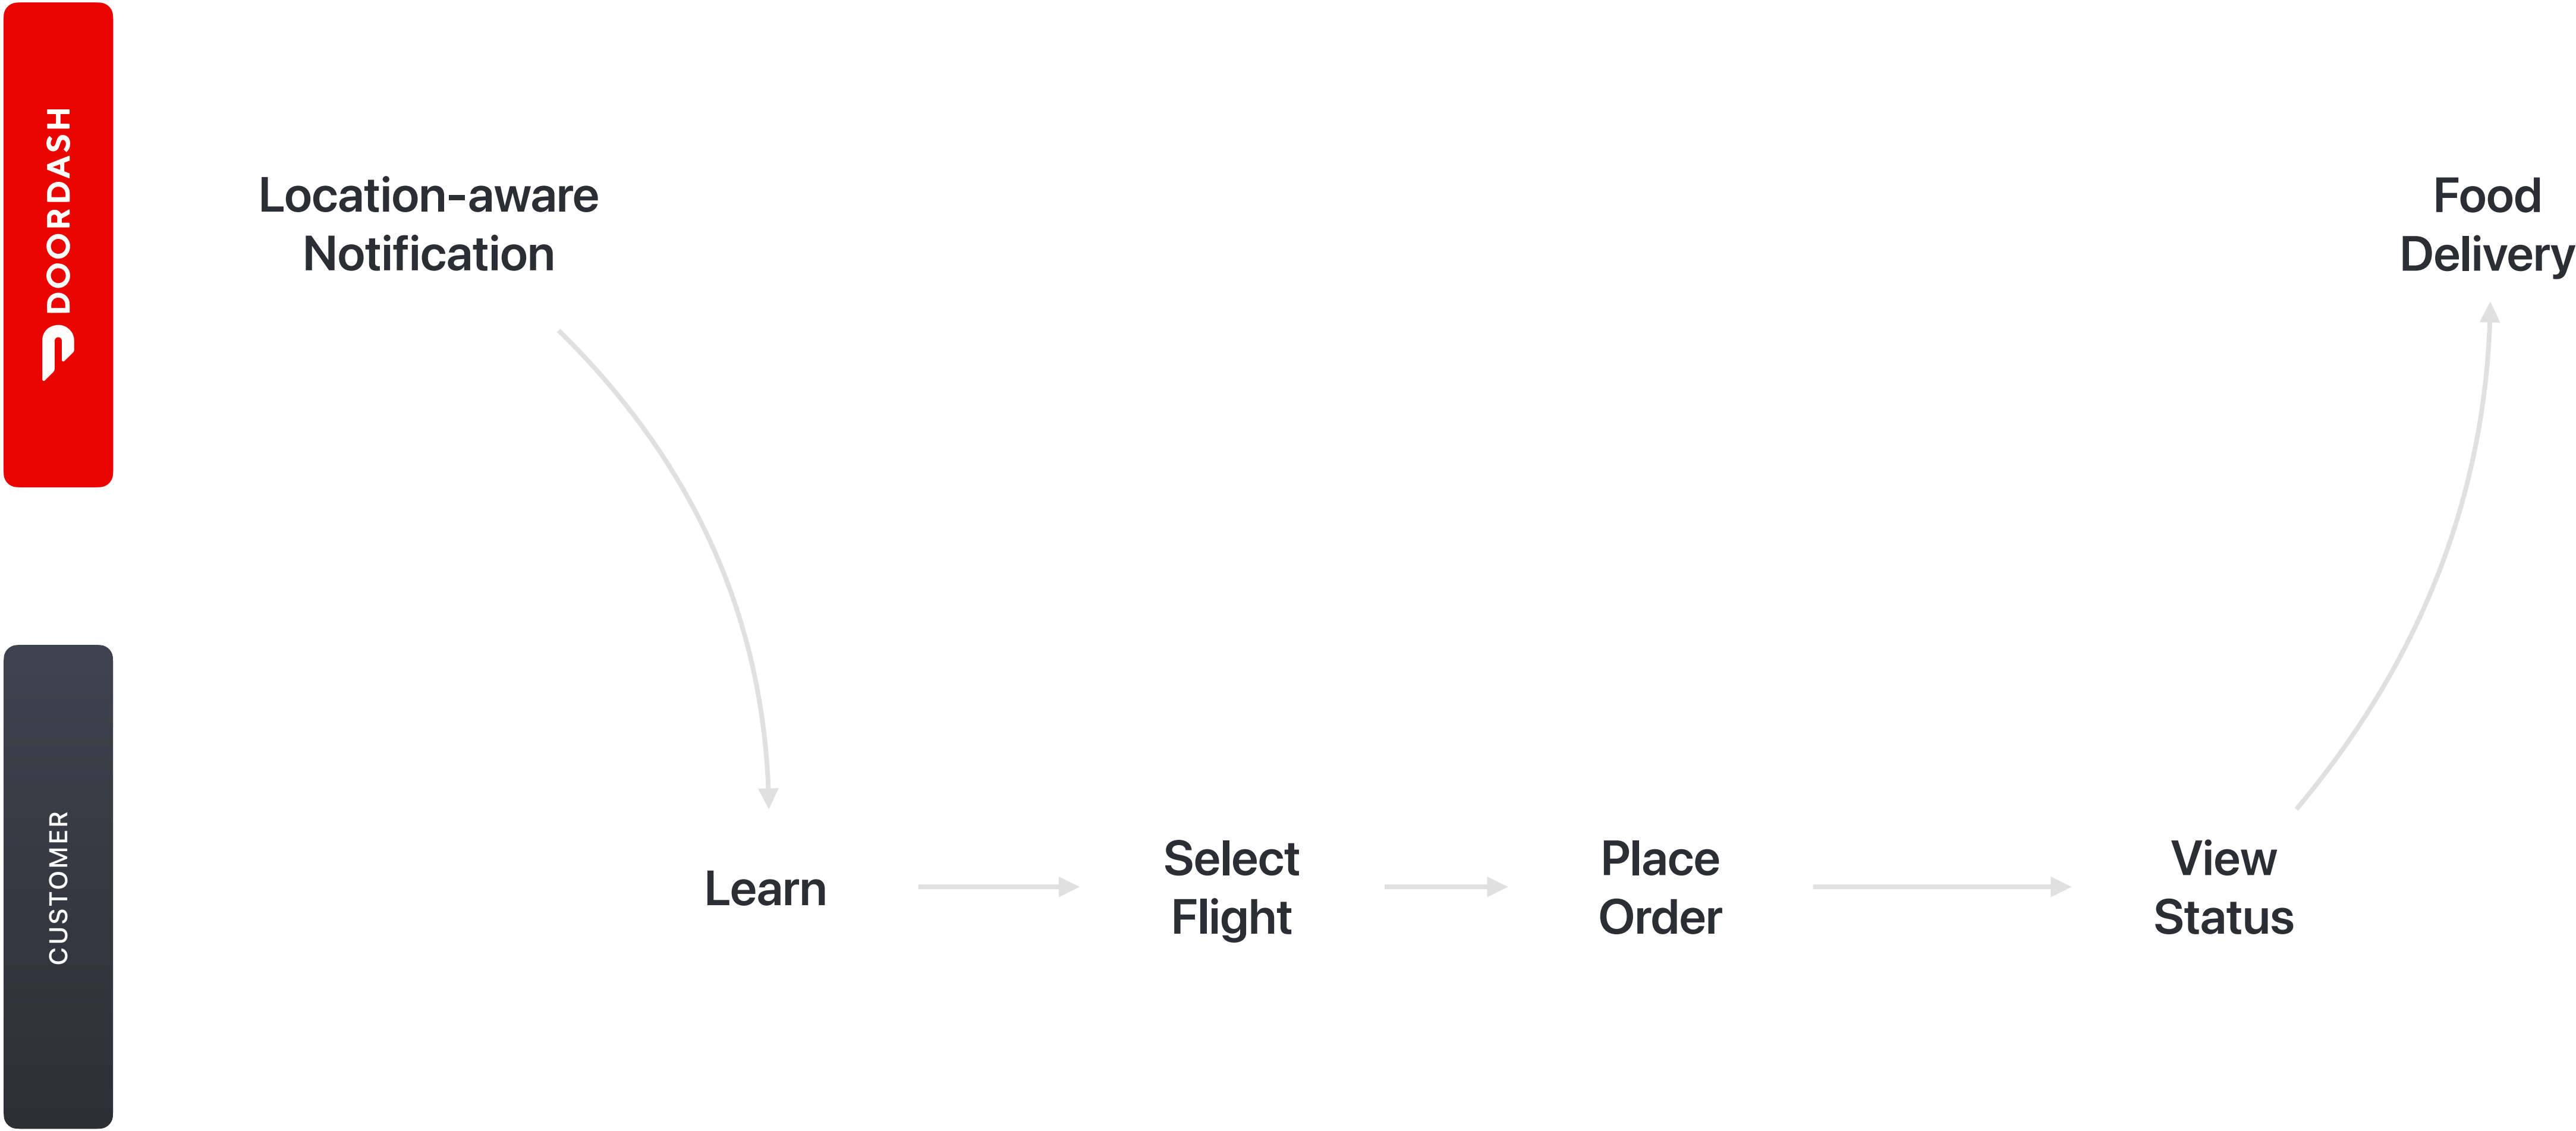 DOORDASH
Location-aware
Notification
Food
Delivery
CUSTOMER
Learn
Select
Flight
Place
Order
View
Status